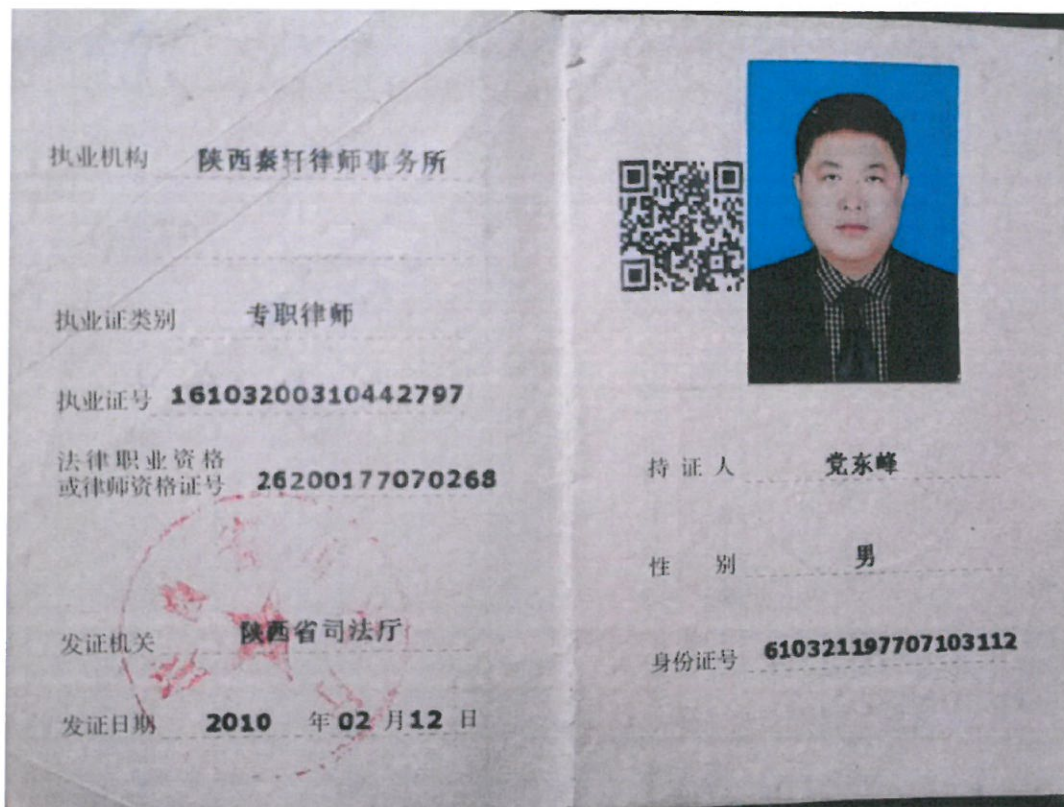 执业机构 陕西秦轩律师事务所
执业证类别 专职律师
执业证号 16103200310442797
法律职业资格
或律师资格证号 26200177070268
发证机关 陕西省司法厅
发证日期 2010 年 02 月 12 日
持证人 党东峰
性别 男
身份证号 610321197707103112